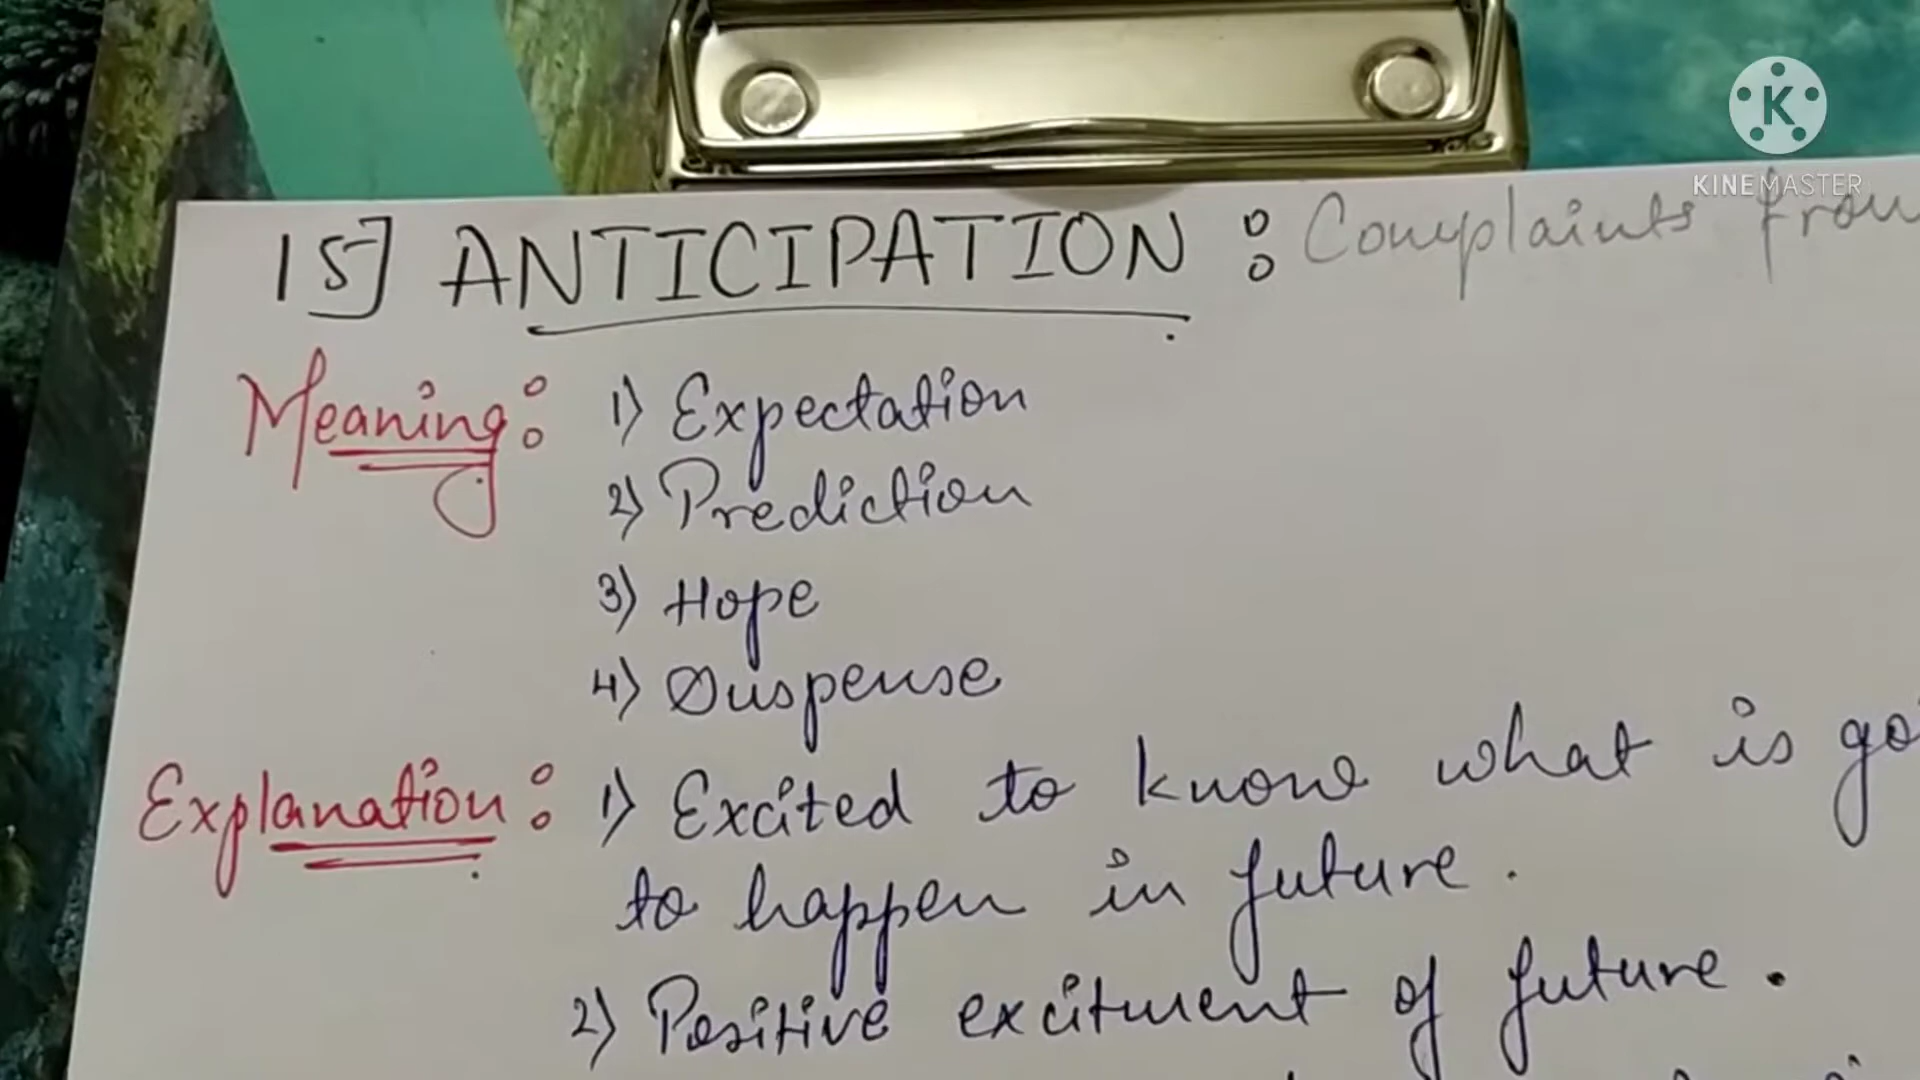 K
KINEMASTER
15] ANTICIPATION : Complaints from
Meaning : 1) Expectation
2) Prediction
3) Hope
4) Suspense
Explanation : 1) Excited to know what is go
to happen in future.
2) Positive excitment of future.